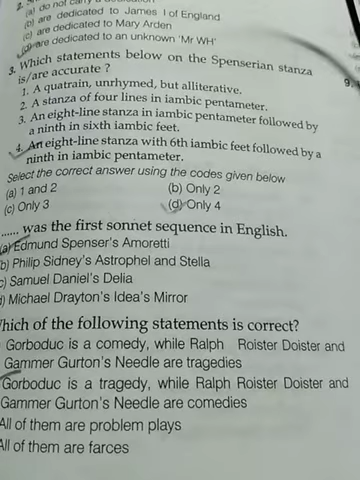 2.
(a) do not carry a dedication
(b) are dedicated to James I of England
(c) are dedicated to Mary Arden
are dedicated to an unknown 'Mr WH'
3. Which statements below on the Spenserian stanza
is/are accurate ?
9.
1. A quatrain, unrhymed, but alliterative.
2. A stanza of four lines in iambic pentameter.
3. An eight-line stanza in iambic pentameter followed by
a ninth in sixth iambic feet.
4. An eight-line stanza with 6th iambic feet followed by a
ninth in iambic pentameter.
Select the correct answer using the codes given below
(a) 1 and 2 (b) Only 2
(c) Only 3 (d) Only 4
...... was the first sonnet sequence in English.
(a) Edmund Spenser's Amoretti
b) Philip Sidney's Astrophel and Stella
c) Samuel Daniel's Delia
) Michael Drayton's Idea's Mirror
hich of the following statements is correct?
Gorboduc is a comedy, while Ralph Roister Doister and
Gammer Gurton's Needle are tragedies
Gorboduc is a tragedy, while Ralph Roister Doister and
Gammer Gurton's Needle are comedies
All of them are problem plays
All of them are farces